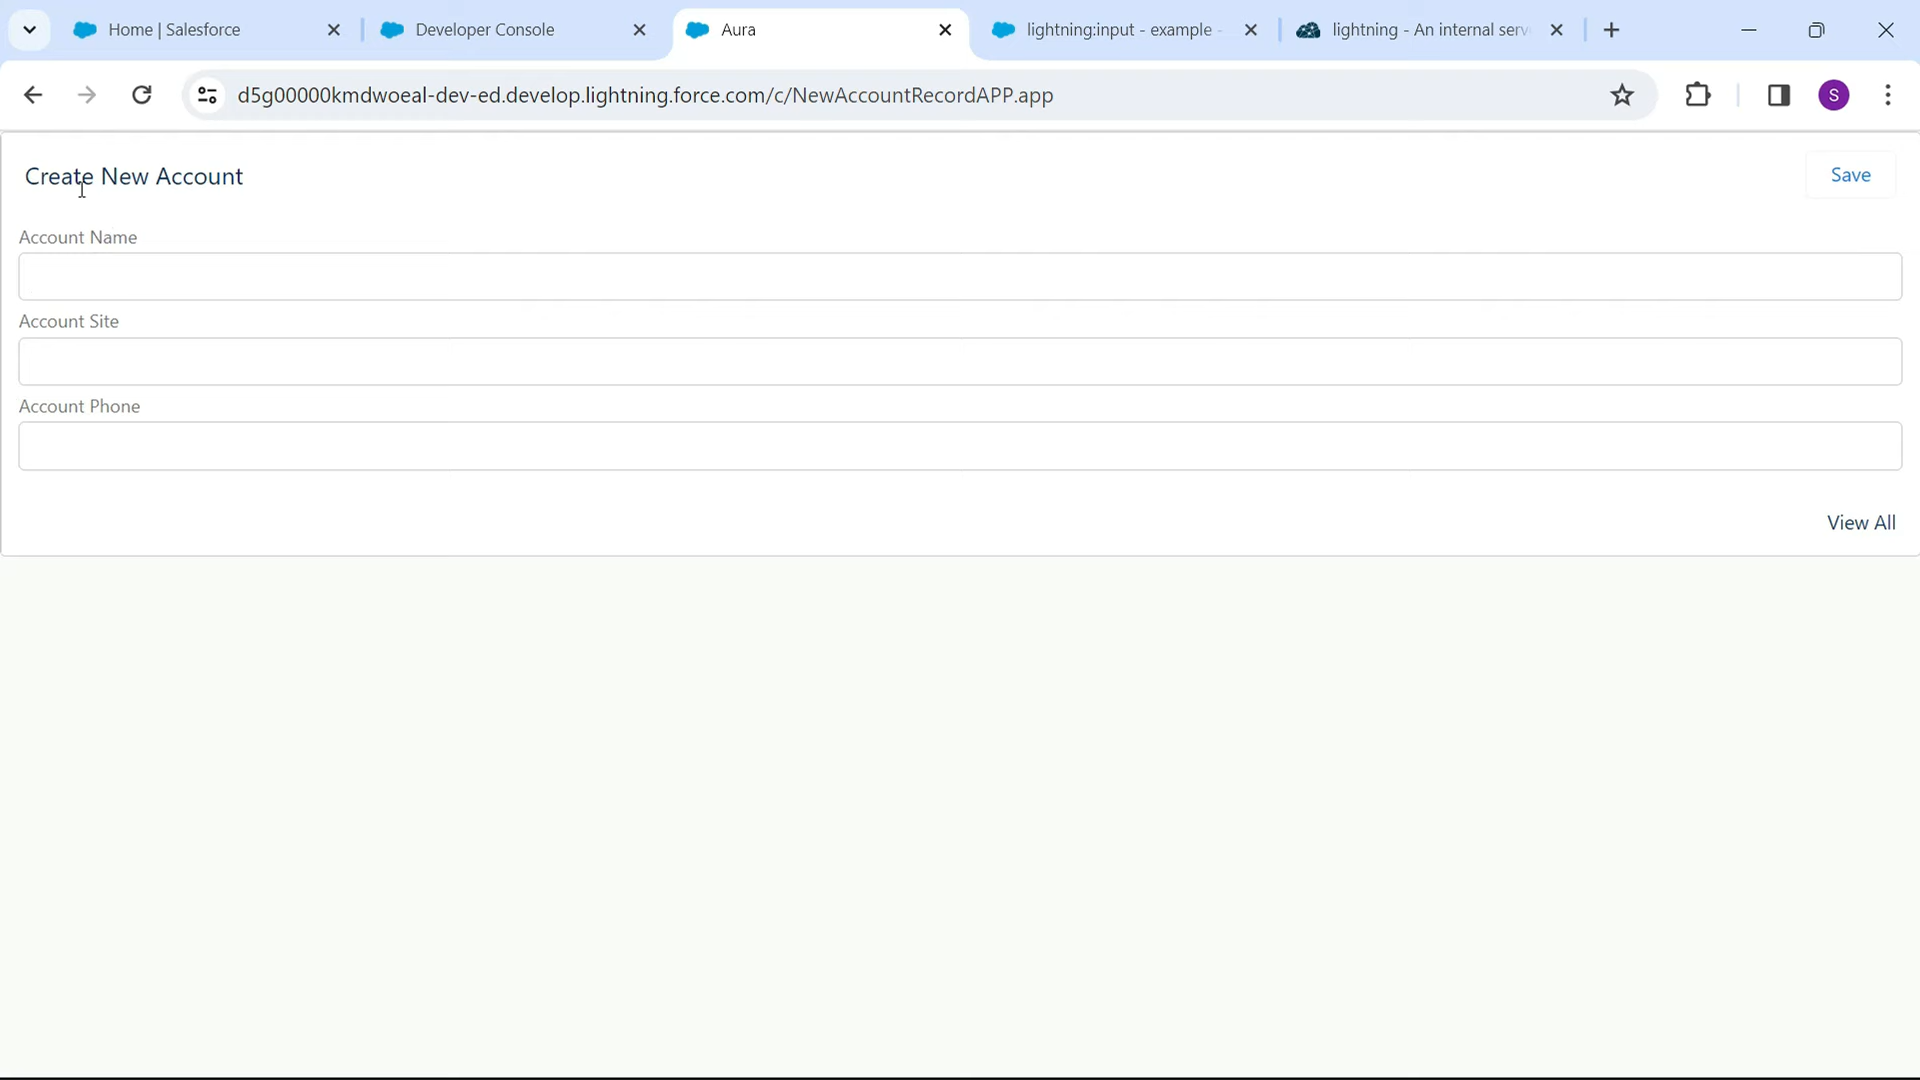 Home | Salesforce
Developer Console
Aura
lightning:input - example -
lightning - An internal serv
d5g00000kmdwoeal-dev-ed.develop.lightning.force.com/c/NewAccountRecordAPP.app
S
Create New Account
Save
Account Name
Account Site
Account Phone
View All